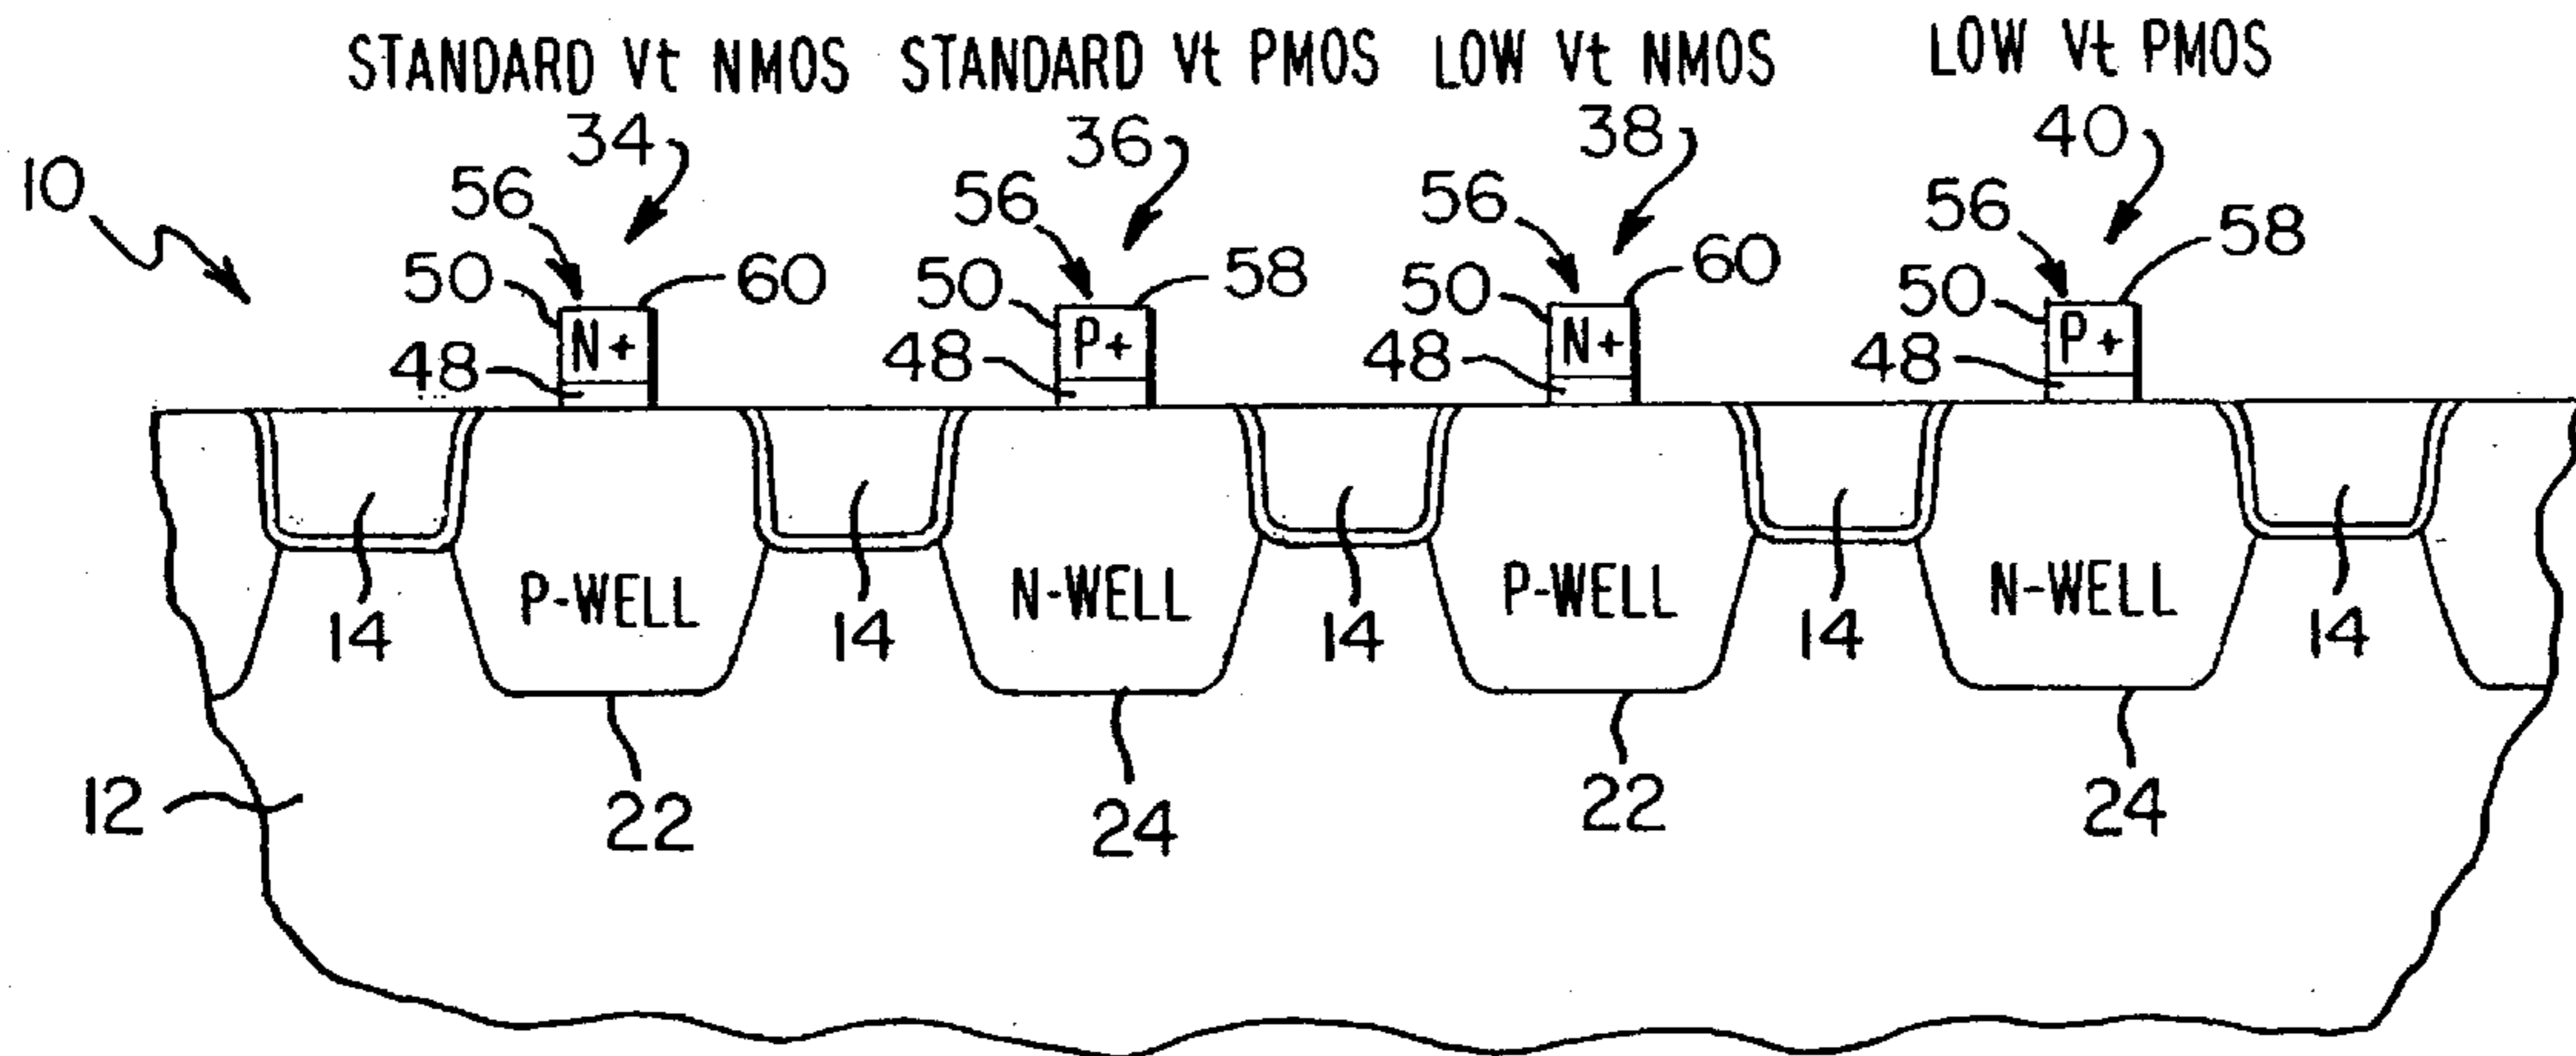 STANDARD Vt NMOS STANDARD Vt PMOS LOW Vt NMOS LOW Vt PMOS
34 36 38 40
10 56 56 56 56
50 60 50 58 50 60 50 58
N+ P+ N+ P+
48 48 48 48
P-WELL N-WELL P-WELL N-WELL
14 14 14 14 14
12 22 24 22 24